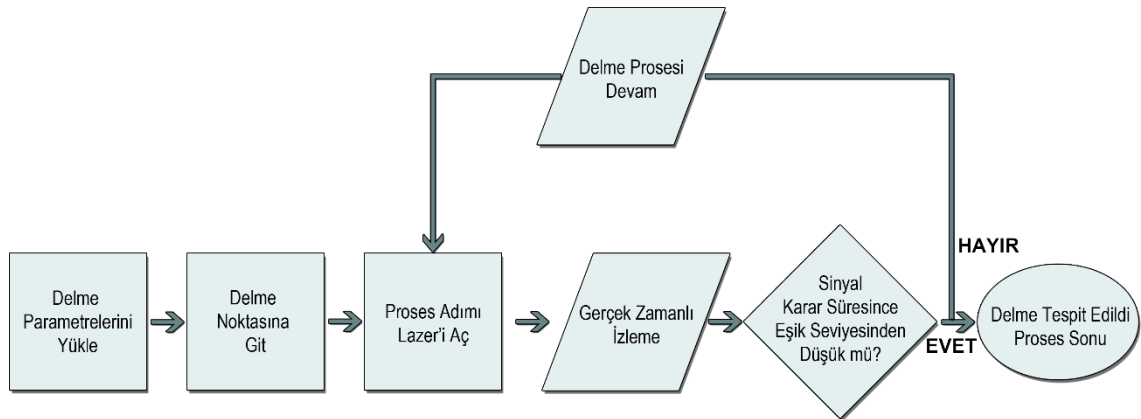 Delme Prosesi
Devam
Delme
Parametrelerini
Yükle
Delme
Noktasına
Git
Proses Adımı
Lazer'i Aç
Gerçek Zamanlı
İzleme
Sinyal
Karar Süresince
Eşik Seviyesinden
Düşük mü?
HAYIR
EVET
Delme Tespit Edildi
Proses Sonu